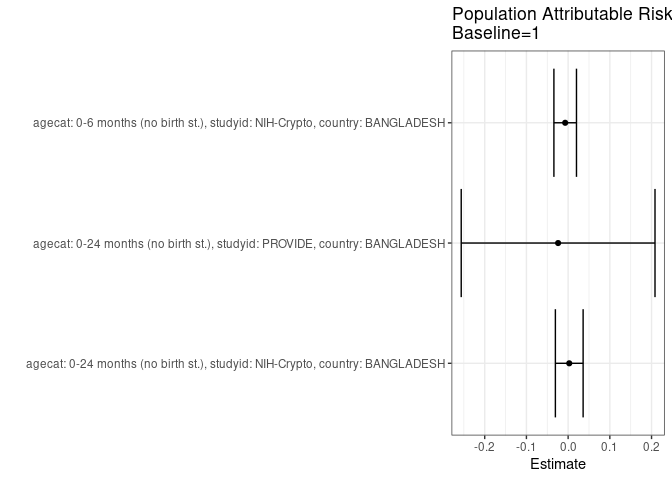 Population Attributable Risk
Baseline=1
agecat: 0-6 months (no birth st.), studyid: NIH-Crypto, country: BANGLADESH
agecat: 0-24 months (no birth st.), studyid: PROVIDE, country: BANGLADESH
agecat: 0-24 months (no birth st.), studyid: NIH-Crypto, country: BANGLADESH
-0.2 -0.1 0.0 0.1 0.2
Estimate